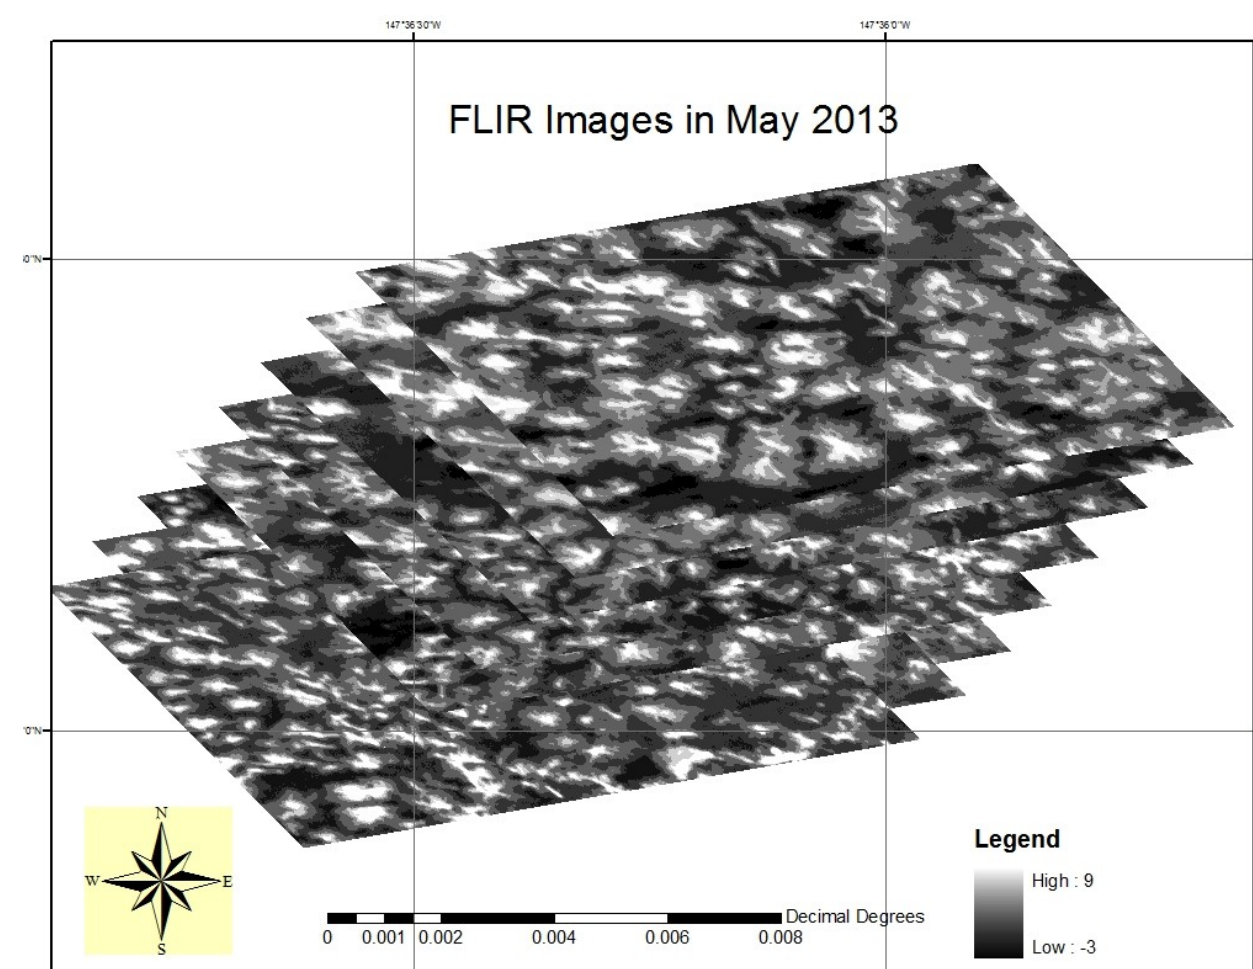 147°36'30"W 147°36'0"W
FLIR Images in May 2013
0"N
0"N
N
W E
S
Legend
High : 9
Low : -3
Decimal Degrees
0 0.001 0.002 0.004 0.006 0.008